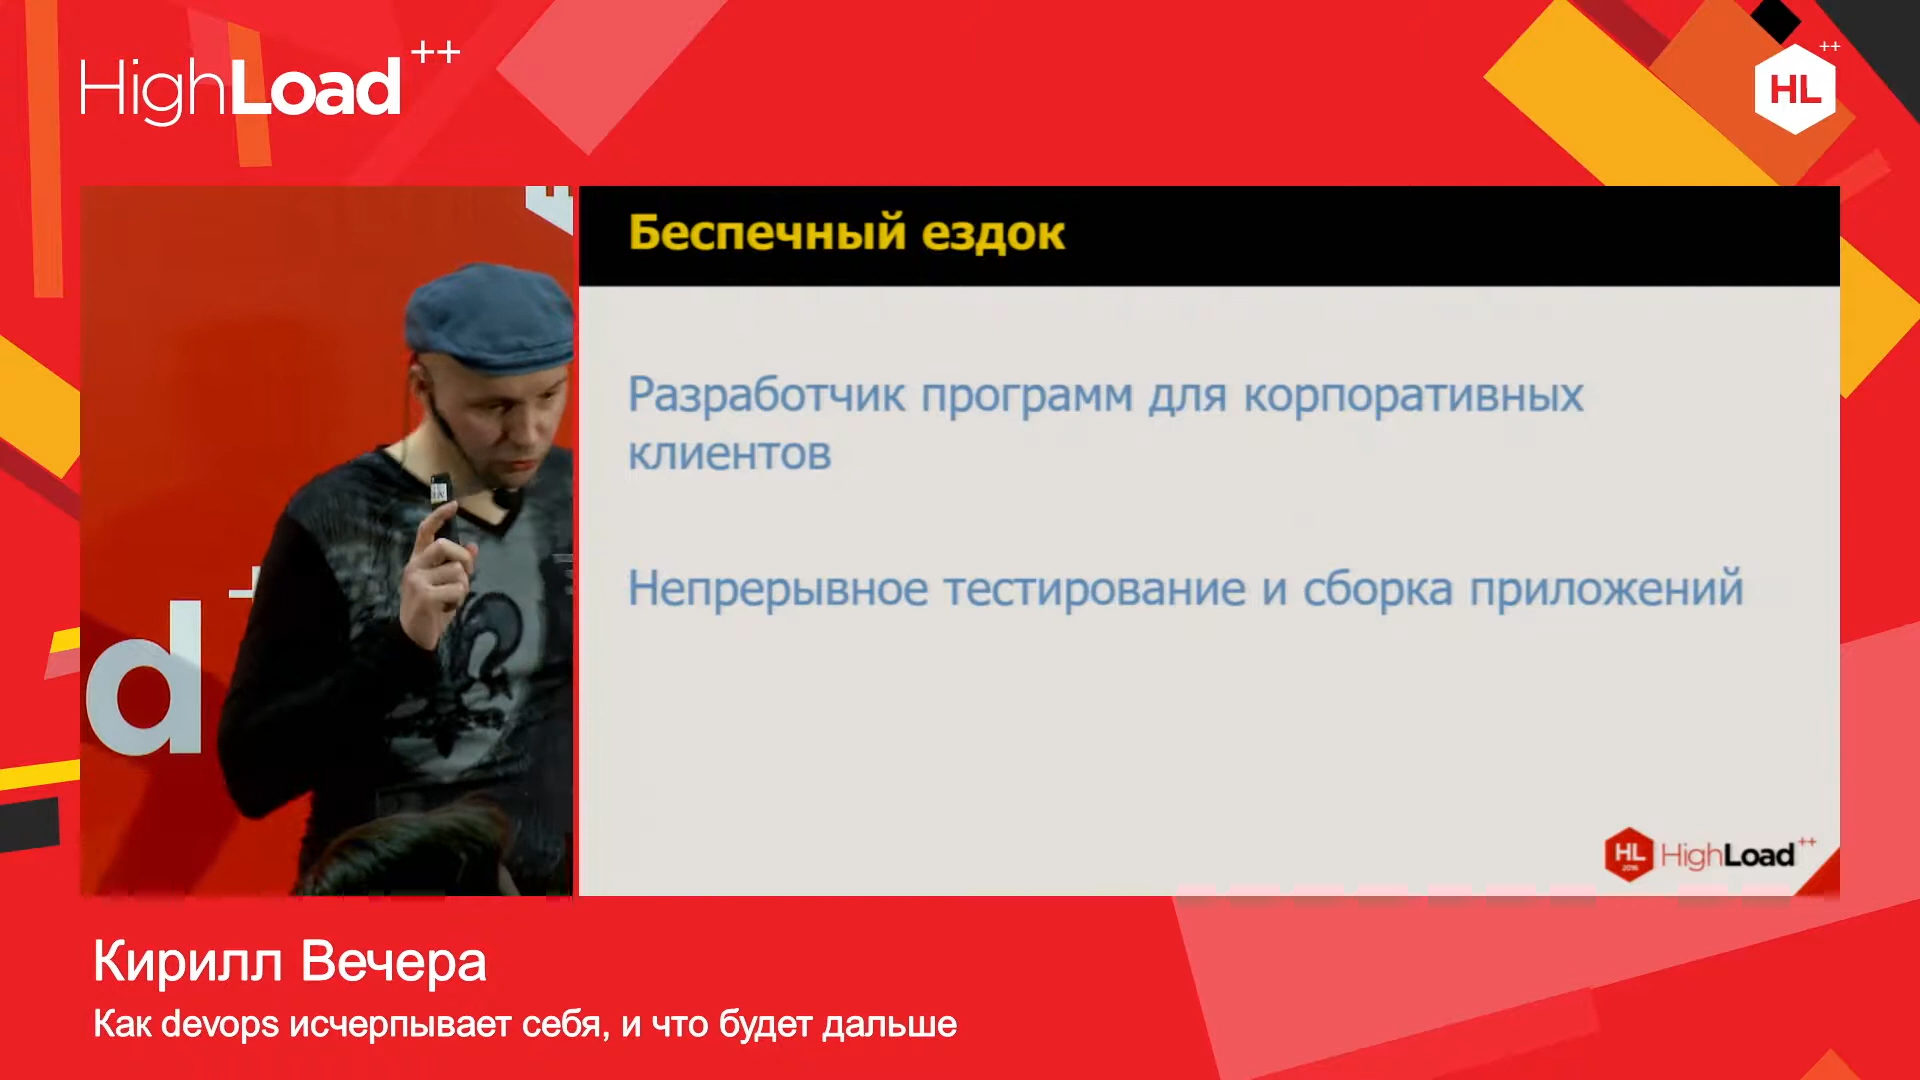 HighLoad++
HL++
Беспечный ездок
Разработчик программ для корпоративных
клиентов
Непрерывное тестирование и сборка приложений
d+
HL
HighLoad++
Кирилл Вечера
Как devops исчерпывает себя, и что будет дальше